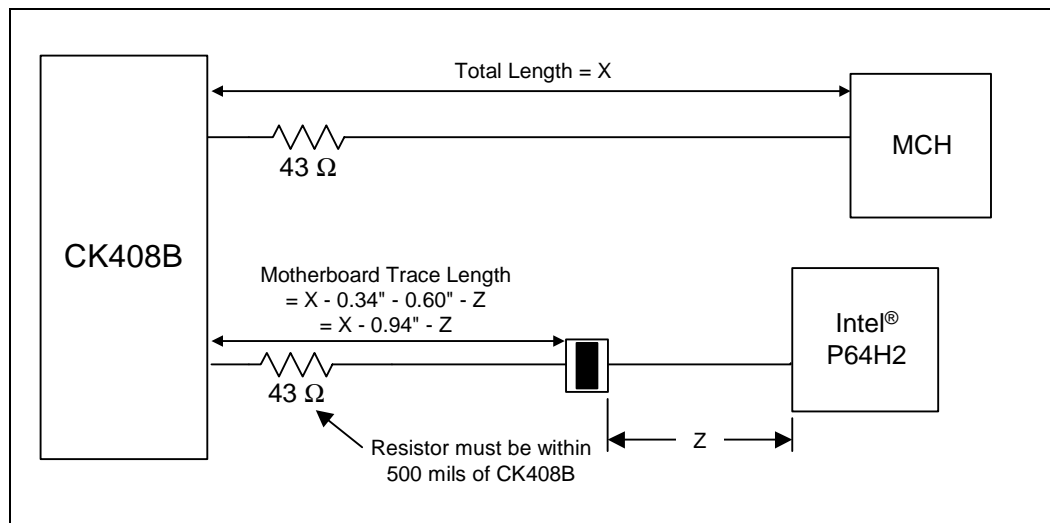 Total Length = X
43 Ω
MCH
CK408B
Motherboard Trace Length
= X - 0.34" - 0.60" - Z
= X - 0.94" - Z
43 Ω
Intel®
P64H2
Resistor must be within
500 mils of CK408B
Z